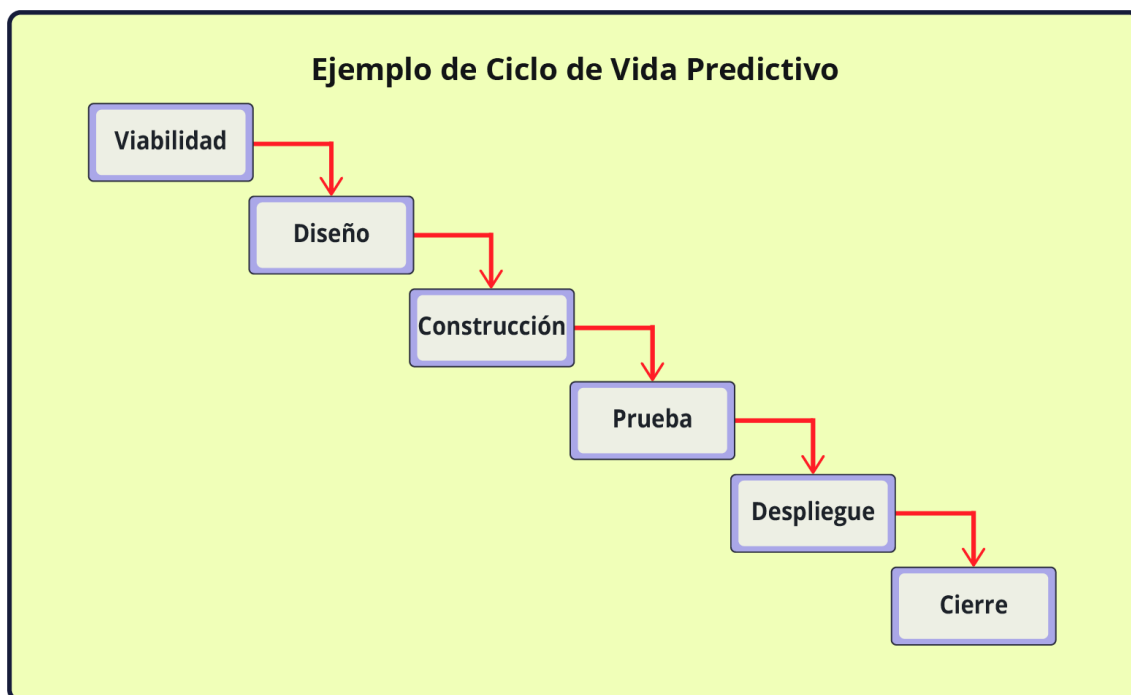 Ejemplo de Ciclo de Vida Predictivo
Viabilidad
Diseño
Construcción
Prueba
Despliegue
Cierre